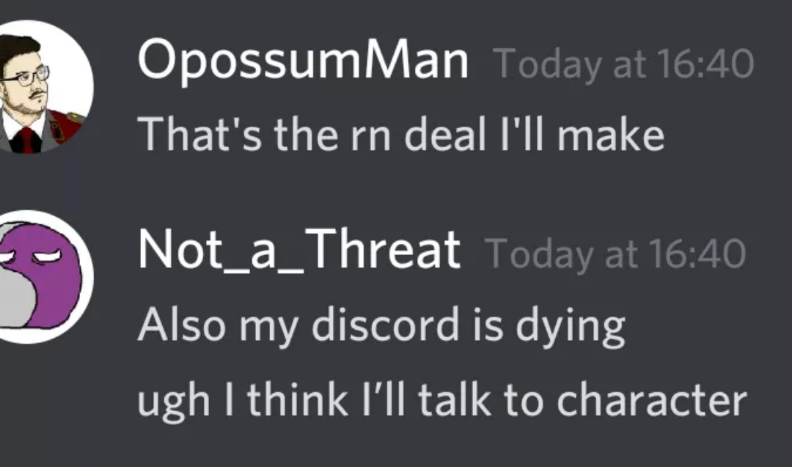 OpossumMan Today at 16:40
That's the rn deal I'll make
Not_a_Threat Today at 16:40
Also my discord is dying
ugh I think I’ll talk to character